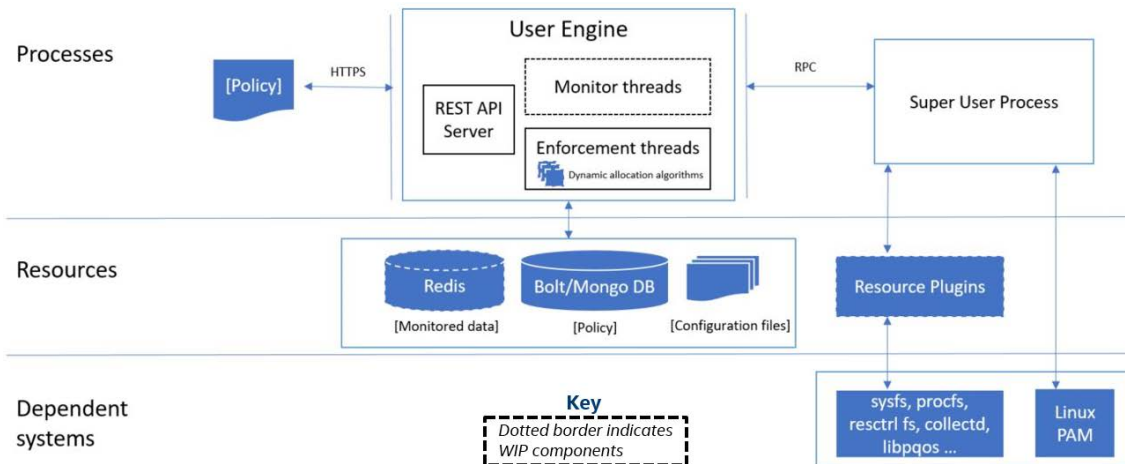 Processes
[Policy]
HTTPS
User Engine
REST API
Server
Monitor threads
Enforcement threads
Dynamic allocation algorithms
RPC
Super User Process
Resources
Redis
[Monitored data]
Bolt/Mongo DB
[Policy]
[Configuration files]
Resource Plugins
Dependent
systems
Key
Dotted border indicates
WIP components
sysfs, procfs,
resctrl fs, collectd,
libpqos ...
Linux
PAM